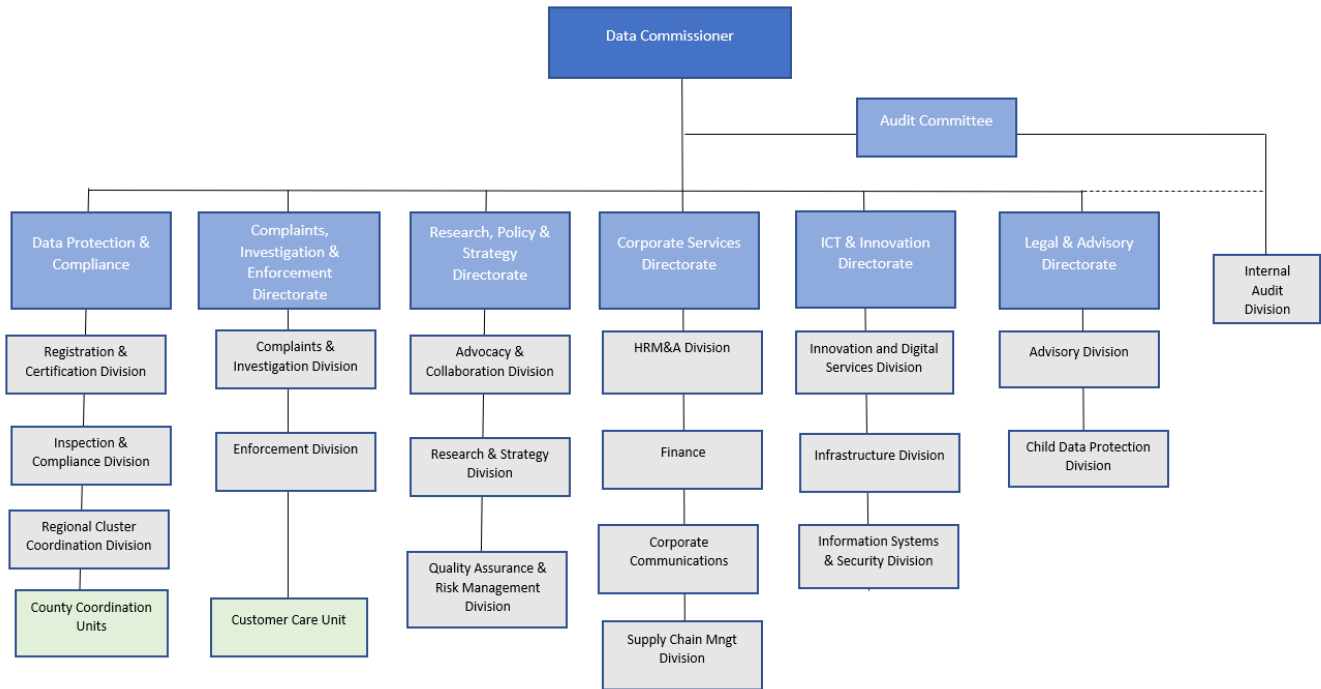 Data Commissioner
Audit Committee
Data Protection &
Compliance
Complaints,
Investigation &
Enforcement
Directorate
Research, Policy &
Strategy
Directorate
Corporate Services
Directorate
ICT & Innovation
Directorate
Legal & Advisory
Directorate
Internal
Audit
Division
Registration &
Certification Division
Complaints &
Investigation Division
Advocacy &
Collaboration Division
HRM&A Division
Innovation and Digital
Services Division
Advisory Division
Inspection &
Compliance Division
Enforcement Division
Research & Strategy
Division
Finance
Infrastructure Division
Child Data Protection
Division
Regional Cluster
Coordination Division
Quality Assurance &
Risk Management
Division
Corporate
Communications
Information Systems
& Security Division
County Coordination
Units
Customer Care Unit
Supply Chain Mngt
Division